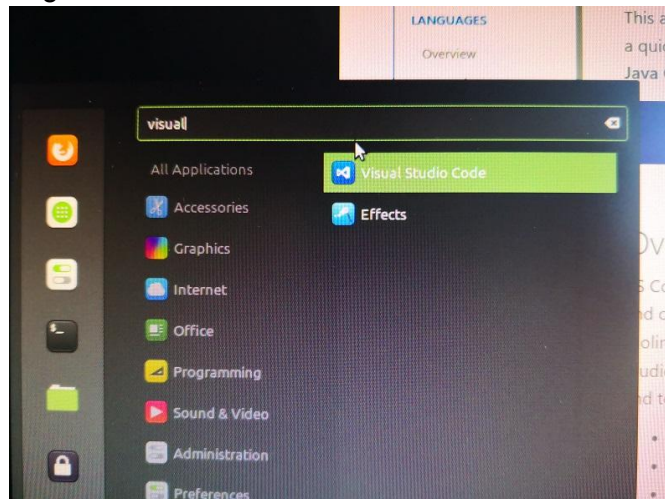 LANGUAGES
Overview
This a
a qui
Java
visuall
All Applications
Accessories
Graphics
Internet
Office
Programming
Sound & Video
Administration
Preferences
Visual Studio Code
Effects